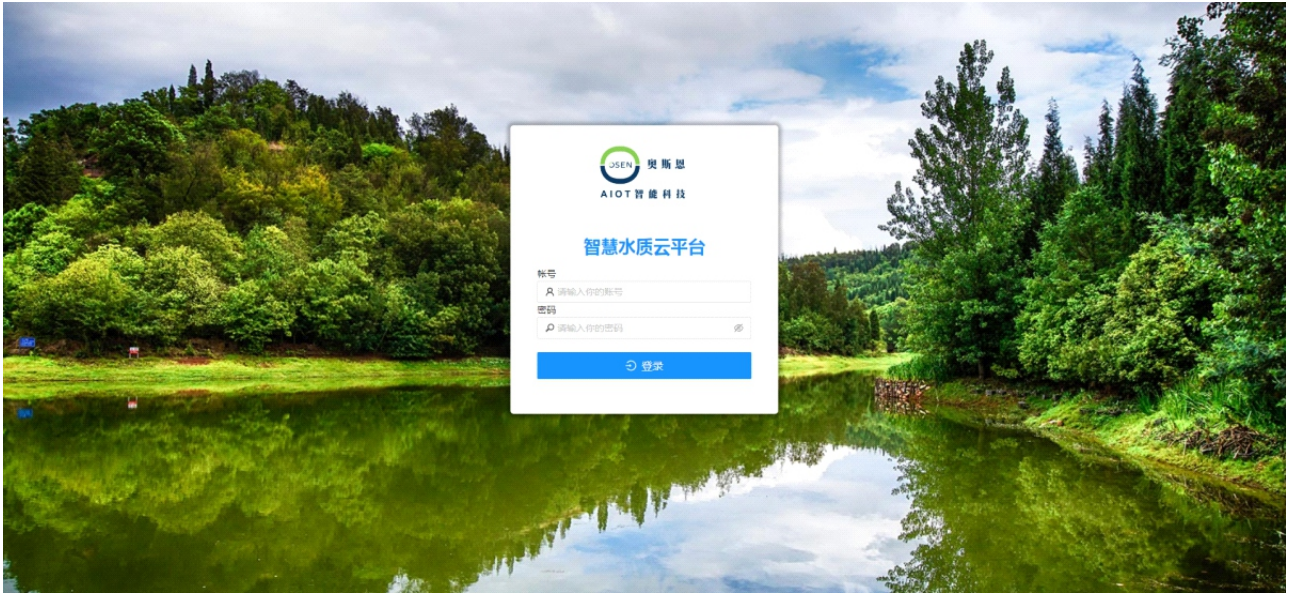 OSEN 奥斯恩
AIOT智能科技
智慧水质云平台
帐号
请输入你的账号
密码
请输入你的密码
登录